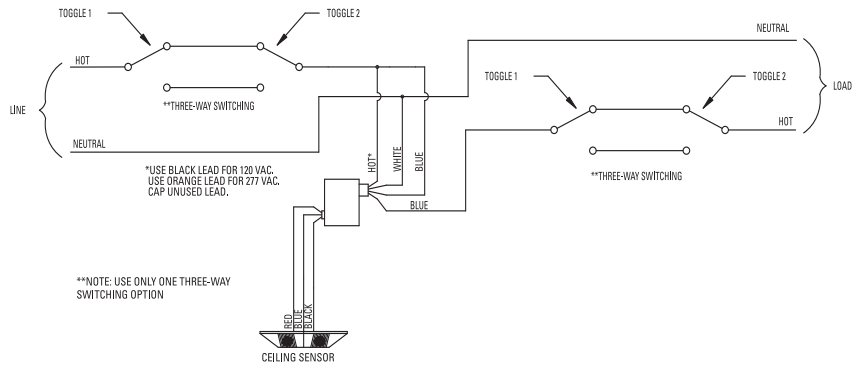 TOGGLE 1
TOGGLE 2
HOT
LINE
**THREE-WAY SWITCHING
NEUTRAL
*USE BLACK LEAD FOR 120 VAC.
USE ORANGE LEAD FOR 277 VAC.
CAP UNUSED LEAD.
NEUTRAL
TOGGLE 1
TOGGLE 2
LOAD
HOT
**THREE-WAY SWITCHING
HOT*
WHITE
BLUE
BLUE
**NOTE: USE ONLY ONE THREE-WAY
SWITCHING OPTION
RED
BLUE
BLACK
CEILING SENSOR